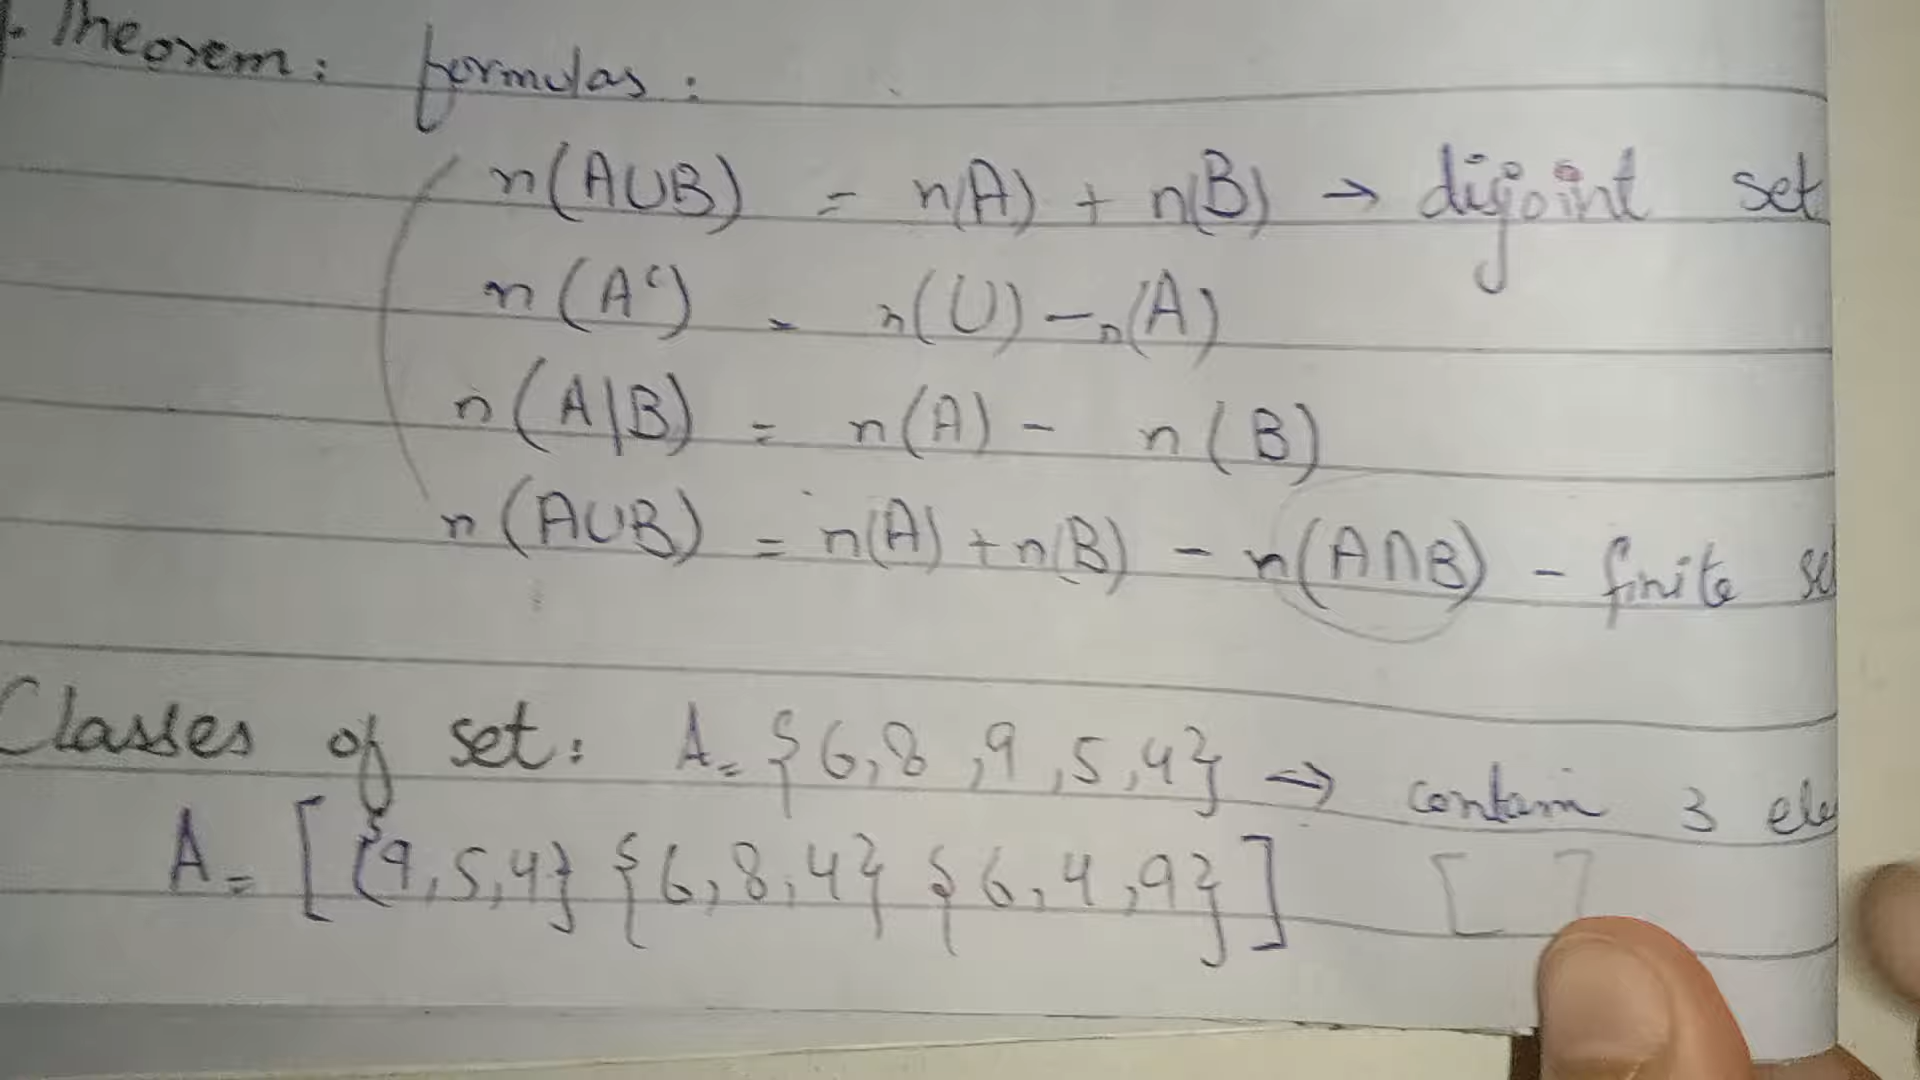 Theorem: formulas:
n(A∪B) = n(A) + n(B) → disjoint set
n(Aᶜ) = n(U) - n(A)
n(A|B) = n(A) - n(B)
n(A∪B) = n(A) + n(B) - n(A∩B) - finite
Classes of set: A = {6,8,9,5,4} → contain 3
A = [{9,5,4} {6,8,4} {6,4,9}] [ ]